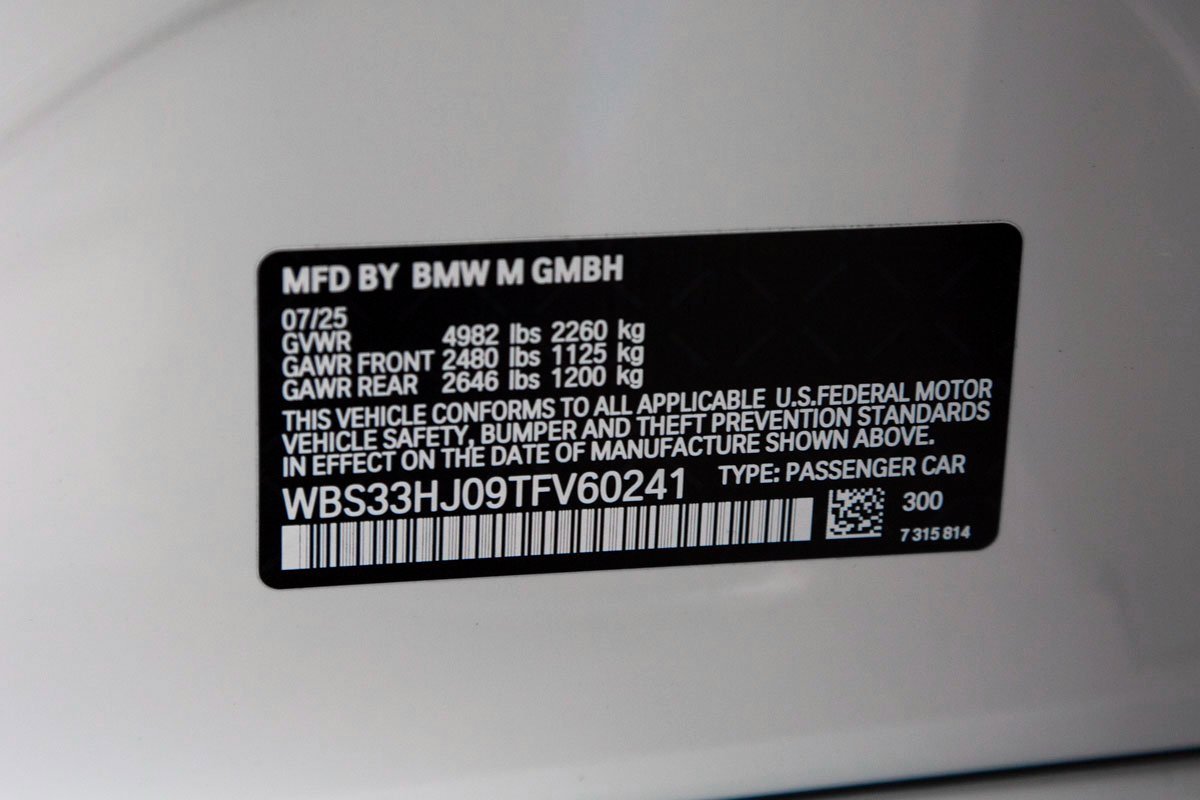 MFD BY BMW M GMBH
07/25
GVWR 4982 lbs 2260 kg
GAWR FRONT 2480 lbs 1125 kg
GAWR REAR 2646 lbs 1200 kg
THIS VEHICLE CONFORMS TO ALL APPLICABLE U.S.FEDERAL MOTOR
VEHICLE SAFETY, BUMPER AND THEFT PREVENTION STANDARDS
IN EFFECT ON THE DATE OF MANUFACTURE SHOWN ABOVE.
WBS33HJ09TFV60241 TYPE: PASSENGER CAR
300
7 315 814